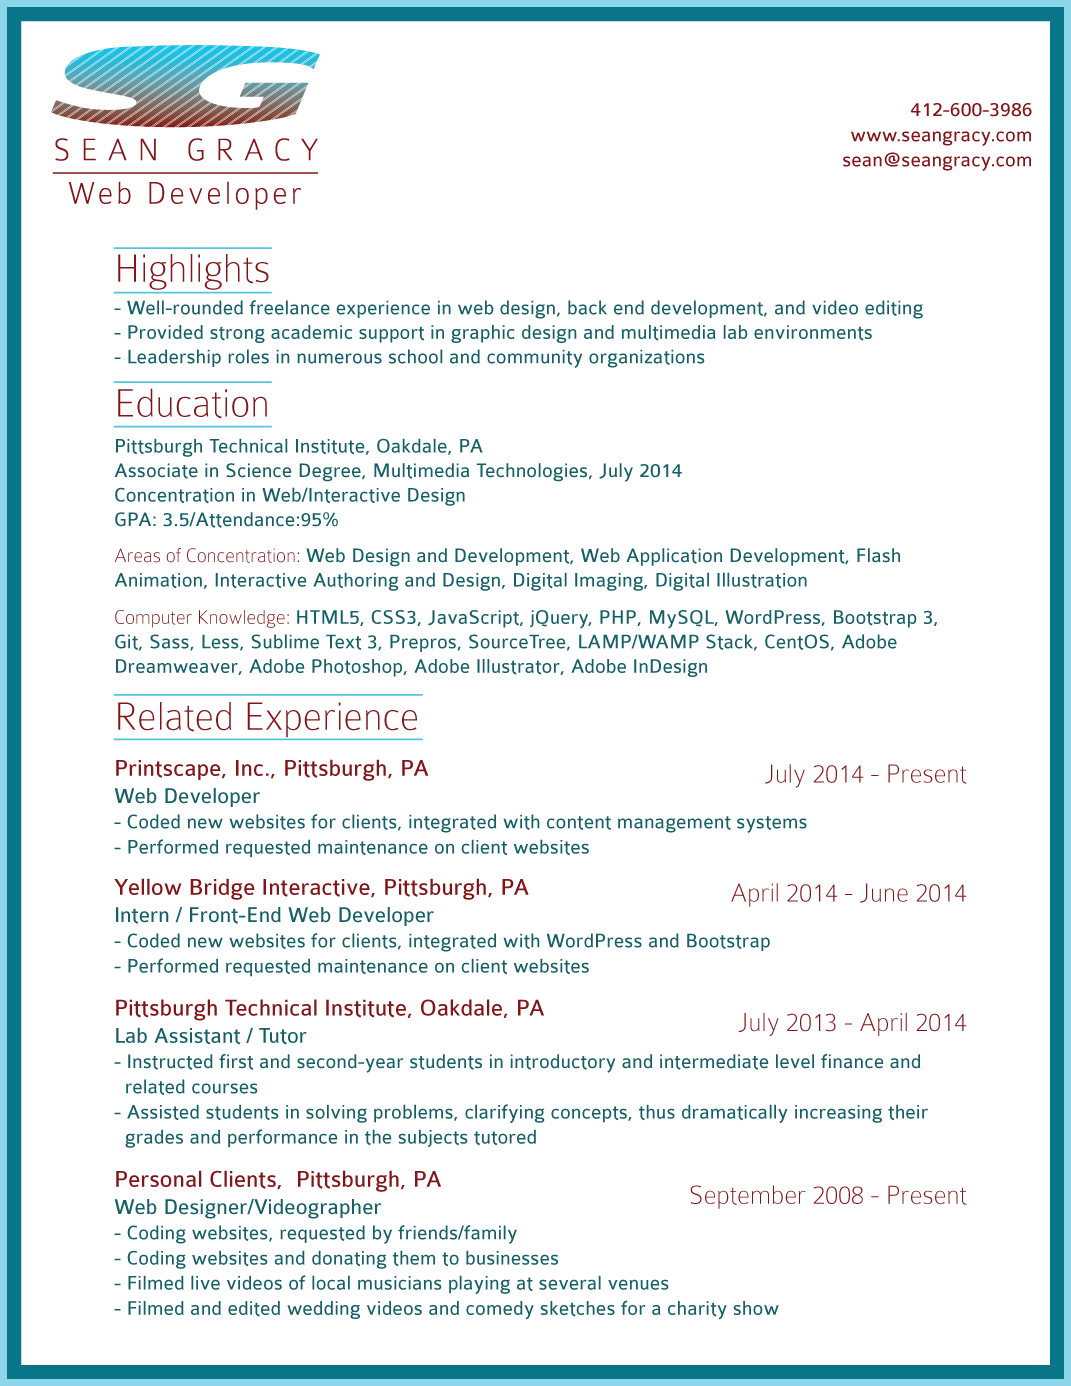 SG
SEAN GRACY
Web Developer
412-600-3986
www.seangracy.com
sean@seangracy.com
Highlights
- Well-rounded freelance experience in web design, back end development, and video editing
- Provided strong academic support in graphic design and multimedia lab environments
- Leadership roles in numerous school and community organizations
Education
Pittsburgh Technical Institute, Oakdale, PA
Associate in Science Degree, Multimedia Technologies, July 2014
Concentration in Web/Interactive Design
GPA: 3.5/Attendance:95%
Areas of Concentration: Web Design and Development, Web Application Development, Flash
Animation, Interactive Authoring and Design, Digital Imaging, Digital Illustration
Computer Knowledge: HTML5, CSS3, JavaScript, jQuery, PHP, MySQL, WordPress, Bootstrap 3,
Git, Sass, Less, Sublime Text 3, Prepros, SourceTree, LAMP/WAMP Stack, CentOS, Adobe
Dreamweaver, Adobe Photoshop, Adobe Illustrator, Adobe InDesign
Related Experience
Printscape, Inc., Pittsburgh, PA
July 2014 - Present
Web Developer
- Coded new websites for clients, integrated with content management systems
- Performed requested maintenance on client websites
Yellow Bridge Interactive, Pittsburgh, PA
April 2014 - June 2014
Intern / Front-End Web Developer
- Coded new websites for clients, integrated with WordPress and Bootstrap
- Performed requested maintenance on client websites
Pittsburgh Technical Institute, Oakdale, PA
July 2013 - April 2014
Lab Assistant / Tutor
- Instructed first and second-year students in introductory and intermediate level finance and
related courses
- Assisted students in solving problems, clarifying concepts, thus dramatically increasing their
grades and performance in the subjects tutored
Personal Clients,  Pittsburgh, PA
September 2008 - Present
Web Designer/Videographer
- Coding websites, requested by friends/family
- Coding websites and donating them to businesses
- Filmed live videos of local musicians playing at several venues
- Filmed and edited wedding videos and comedy sketches for a charity show